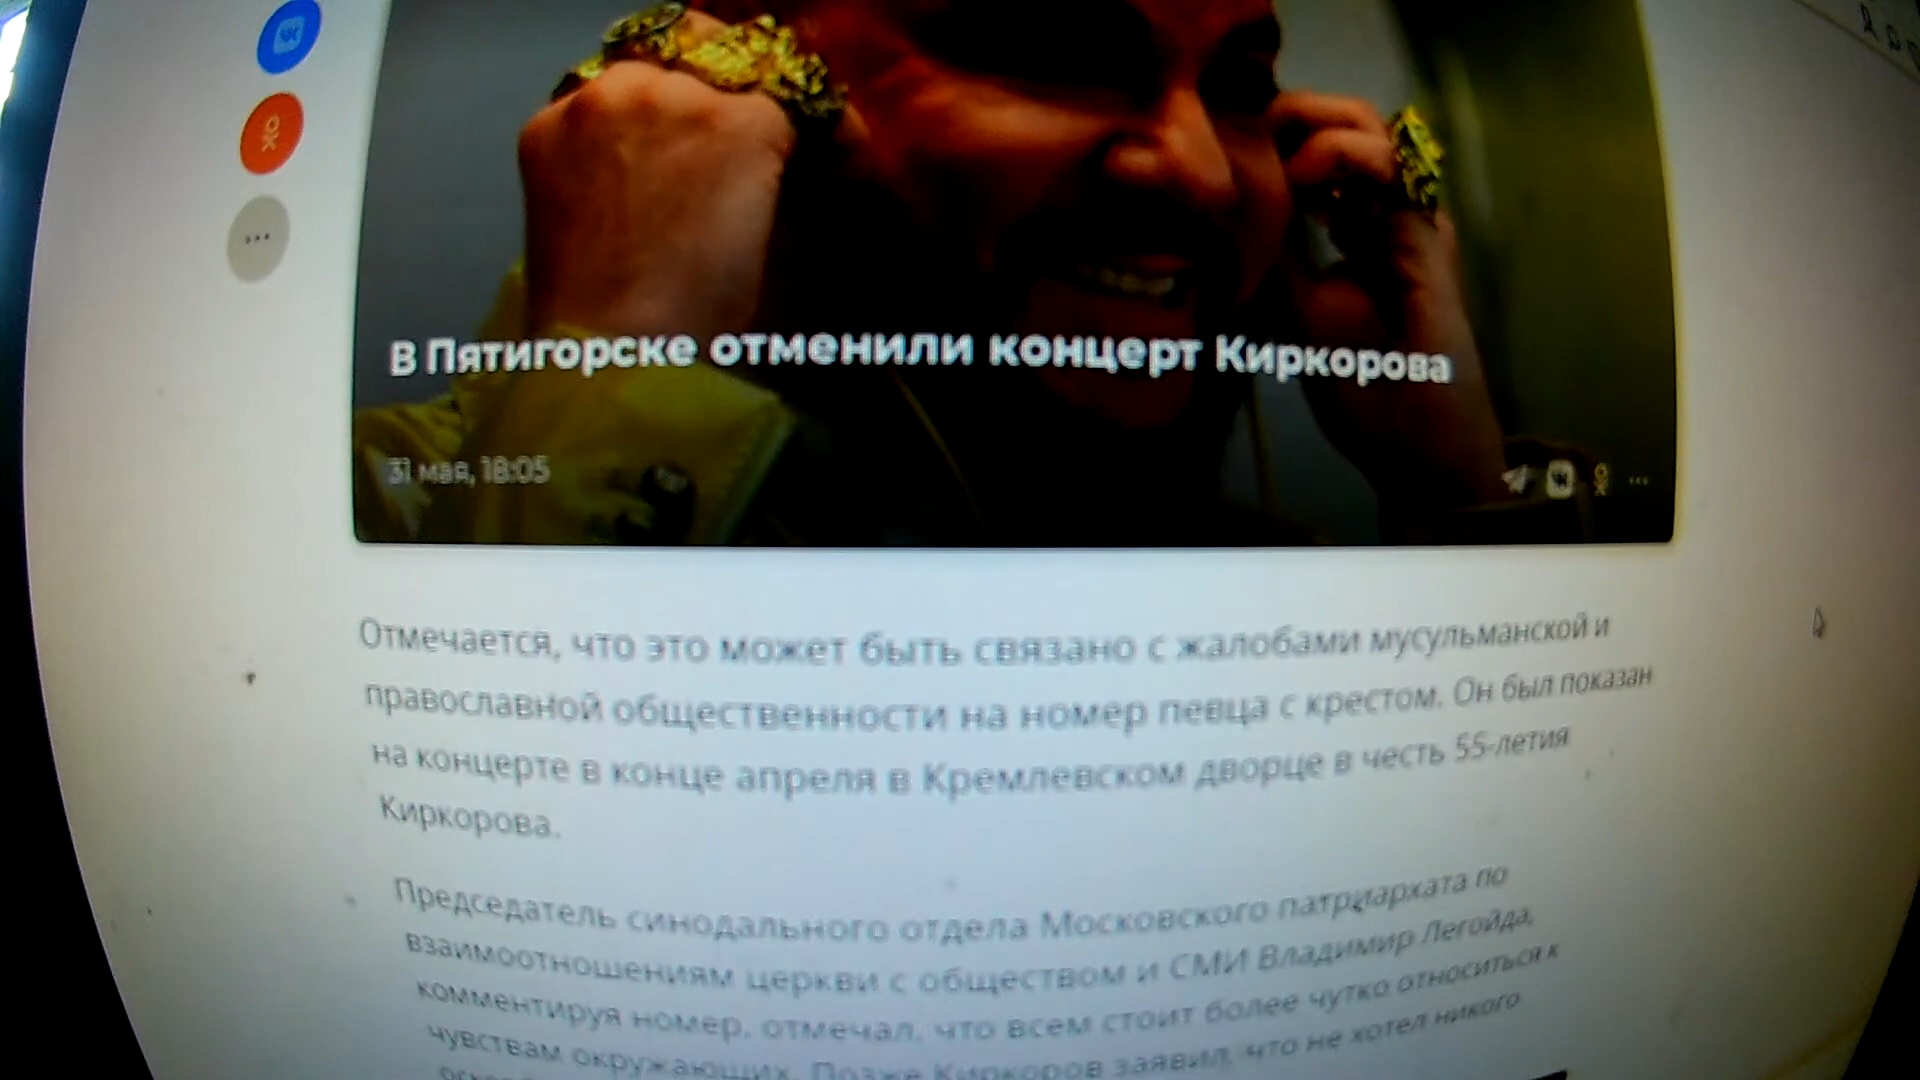 В Пятигорске отменили концерт Киркорова
31 мая, 18:05
Отмечается, что это может быть связано с жалобами мусульманской и
православной общественности на номер певца с крестом. Он был показан
на концерте в конце апреля в Кремлевском дворце в честь 55-летия
Киркорова.
Председатель синодального отдела Московского патриархата по
взаимоотношениям церкви с обществом и СМИ Владимир Легойда,
комментируя номер, отмечал, что всем стоит более чутко относиться к
чувствам окружающих. Позже Киркоров заявил, что не хотел никого